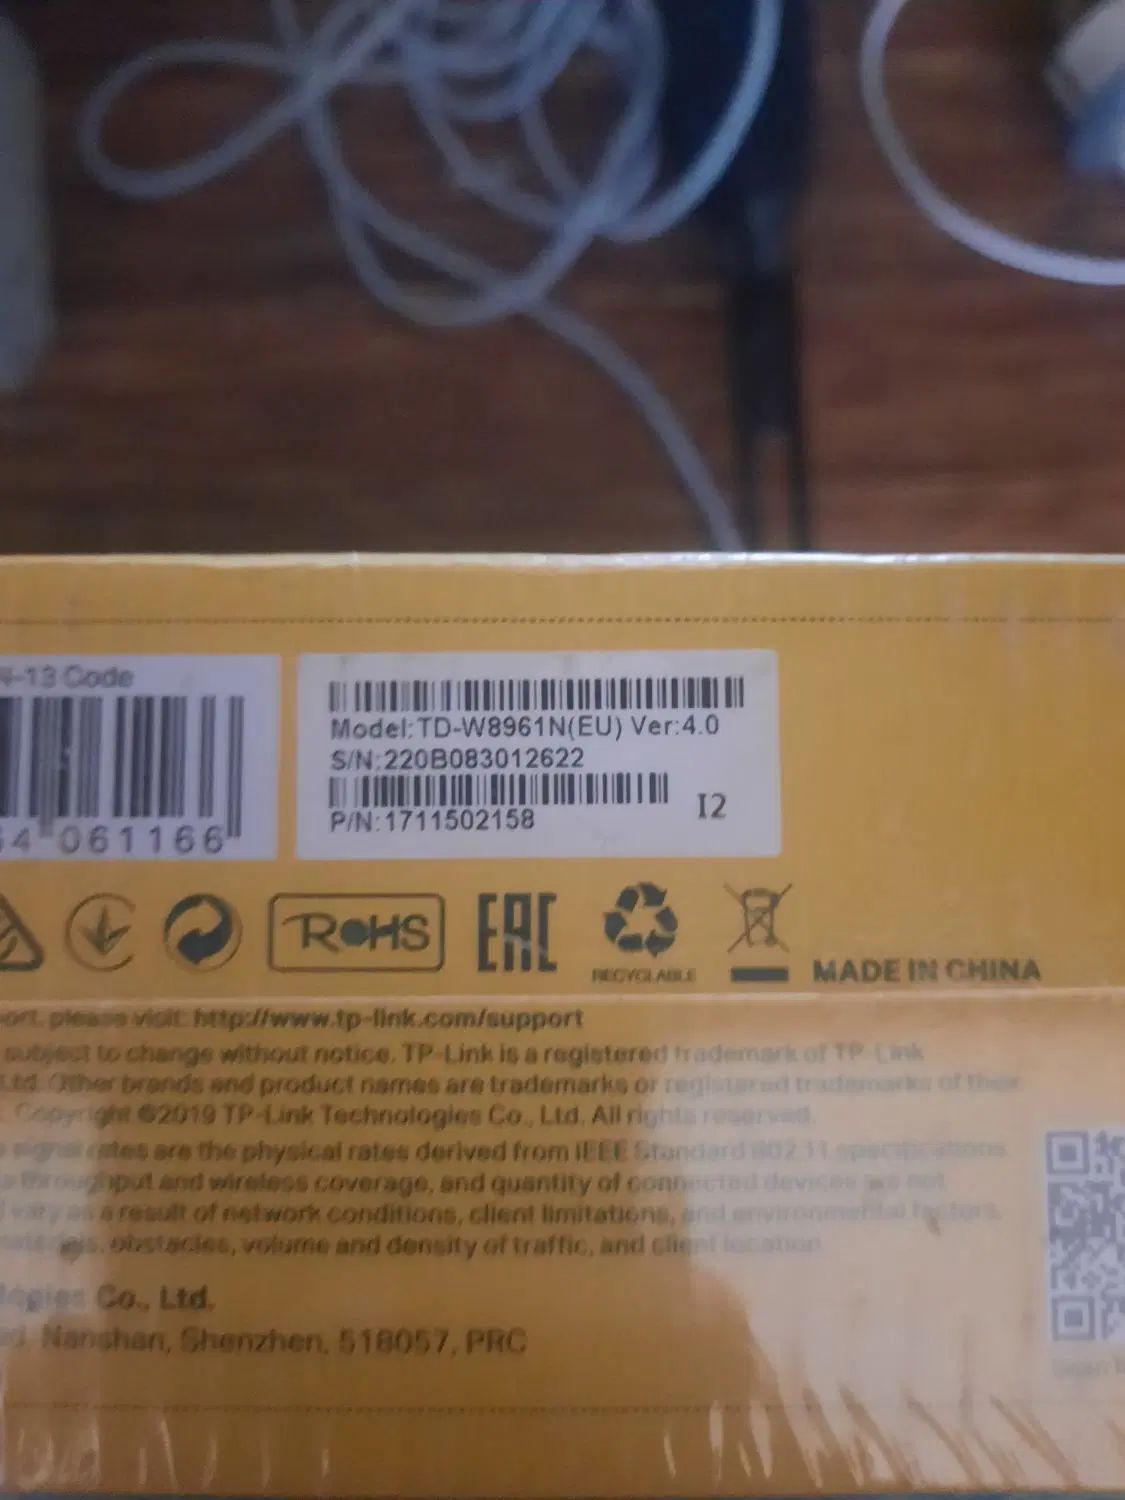 -13 Code
4 061166
Model:TD-W8961N(EU) Ver:4.0
S/N:220B083012622
P/N:1711502158
I2
RoHS
EAC
RECYCLABLE
MADE IN CHINA
please visit: http://www.tp-link.com/support
subject to change without notice. TP-Link is a registered trademark of TP-Link
Ltd. Other brands and product names are trademarks or registered trademarks of their
Copyright ©2019 TP-Link Technologies Co., Ltd. All rights reserved.
signal rates are the physical rates derived from IEEE Standard 802.11 specifications.
throughput and wireless coverage, and quantity of connected devices are not
vary as a result of network conditions, client limitations, and environmental factors,
obstacles, volume and density of traffic, and client location.
Co., Ltd.
Nanshan, Shenzhen, 518057, PRC